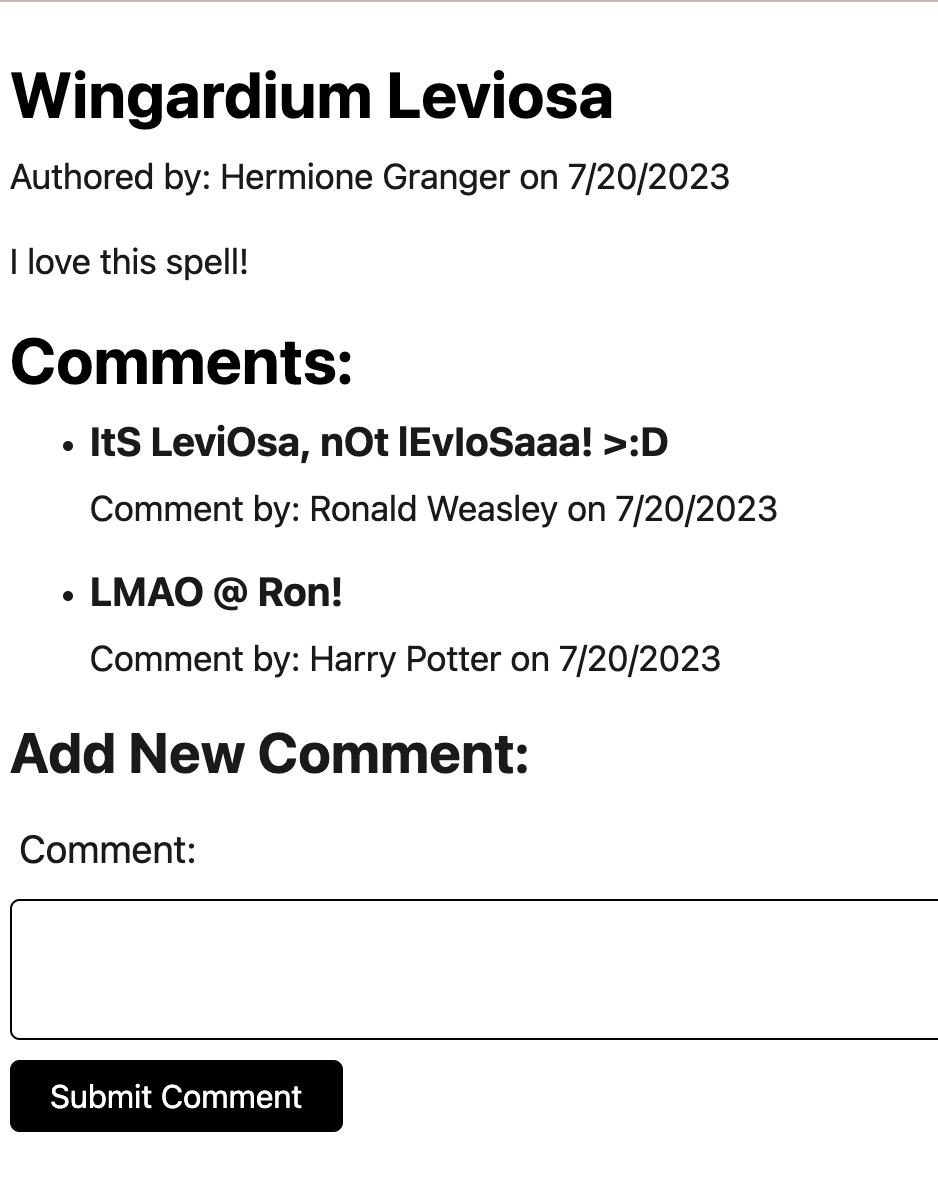 Wingardium Leviosa
Authored by: Hermione Granger on 7/20/2023
I love this spell!
Comments:
• ItS LeviOsa, nOt lEvIoSaaa! >:D
Comment by: Ronald Weasley on 7/20/2023
• LMAO @ Ron!
Comment by: Harry Potter on 7/20/2023
Add New Comment:
Comment:
Submit Comment